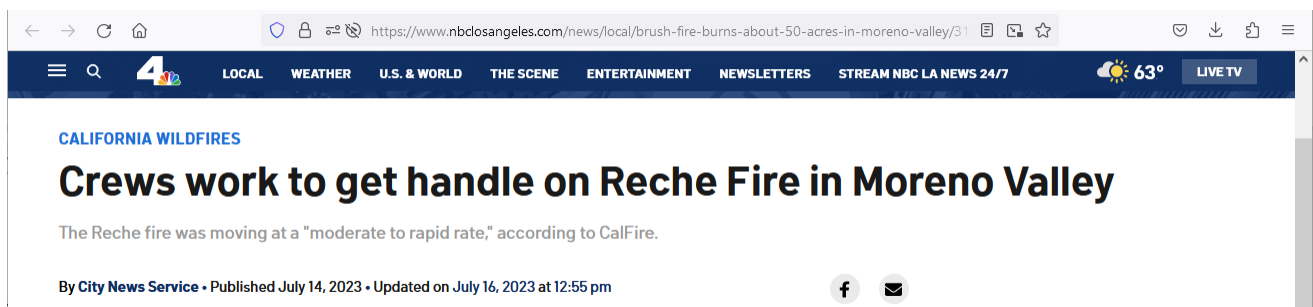 https://www.nbclosangeles.com/news/local/brush-fire-burns-about-50-acres-in-moreno-valley/31
4 LOCAL WEATHER U.S. & WORLD THE SCENE ENTERTAINMENT NEWSLETTERS STREAM NBC LA NEWS 24/7 63° LIVE TV
CALIFORNIA WILDFIRES
Crews work to get handle on Reche Fire in Moreno Valley
The Reche fire was moving at a "moderate to rapid rate," according to CalFire.
By City News Service • Published July 14, 2023 • Updated on July 16, 2023 at 12:55 pm